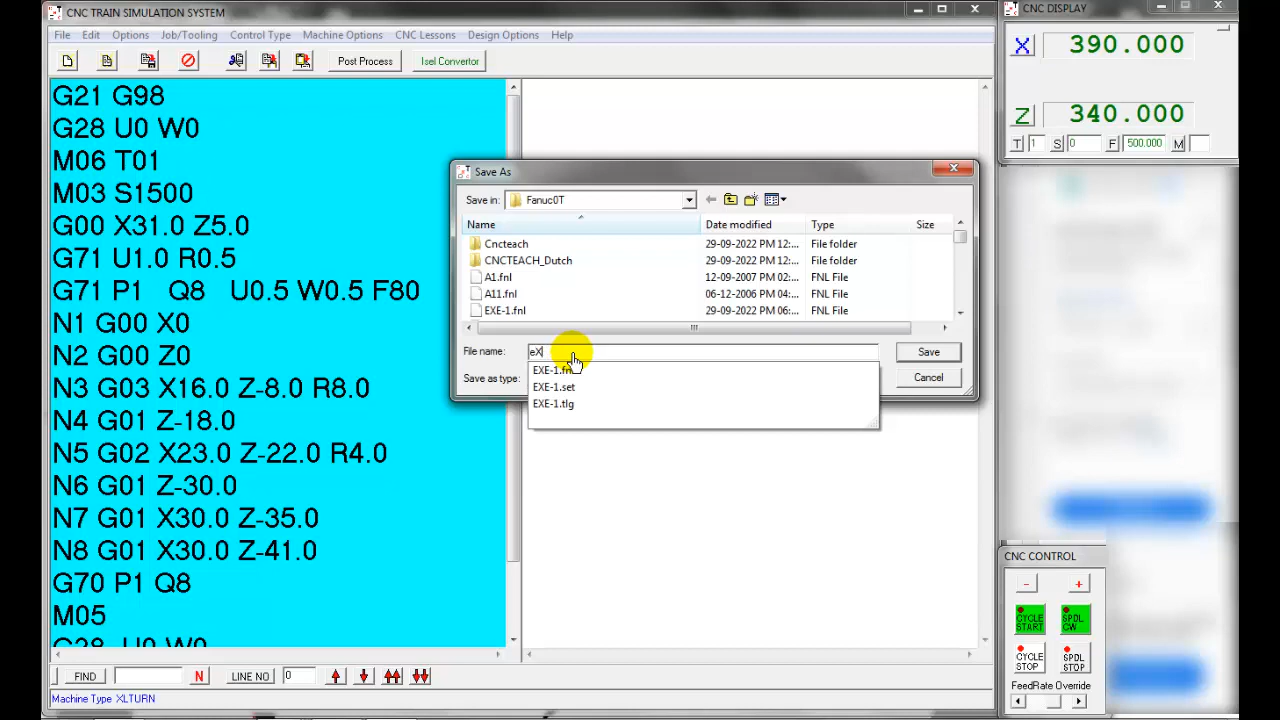 CNC TRAIN SIMULATION SYSTEM
File Edit Options Job/Tooling Control Type Machine Options CNC Lessons Design Options Help
Post Process Isel Convertor
G21 G98
G28 U0 W0
M06 T01
M03 S1500
G00 X31.0 Z5.0
G71 U1.0 R0.5
G71 P1 Q8 U0.5 W0.5 F80
N1 G00 X0
N2 G00 Z0
N3 G03 X16.0 Z-8.0 R8.0
N4 G01 Z-18.0
N5 G02 X23.0 Z-22.0 R4.0
N6 G01 Z-30.0
N7 G01 X30.0 Z-35.0
N8 G01 X30.0 Z-41.0
G70 P1 Q8
M05
G28 U0 W0
FIND N LINE NO 0
Machine Type XLTURN
Save As
Save in: Fanuc0T
Name Date modified Type Size
Cncteach 29-09-2022 PM 12:... File folder
CNCTEACH_Dutch 29-09-2022 PM 12:... File folder
A1.fnl 12-09-2007 PM 02:... FNL File
A11.fnl 06-12-2006 PM 04:... FNL File
EXE-1.fnl 29-09-2022 PM 06:... FNL File
File name: eX Save
EXE-1.fnl
Save as type: Cancel
EXE-1.set
EXE-1.tlg
CNC DISPLAY
X 390.000
Z 340.000
T 1 S 0 F 500.000 M
CNC CONTROL
- +
CYCLE START SPDL CW
CYCLE STOP SPDL STOP
FeedRate Override